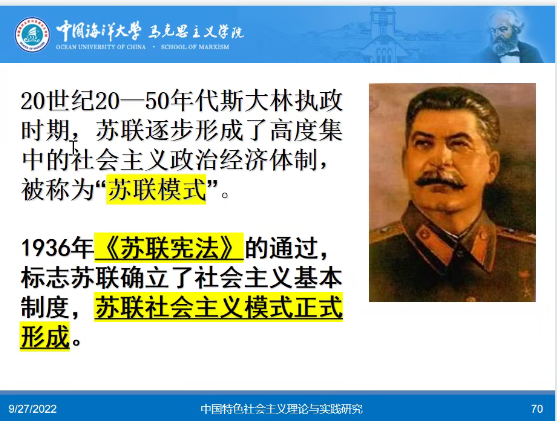 中国海洋大学 马克思主义学院
OCEAN UNIVERSITY OF CHINA • SCHOOL OF MARXISM
20世纪20—50年代斯大林执政
时期，苏联逐步形成了高度集
中的社会主义政治经济体制，
被称为“苏联模式”。
1936年《苏联宪法》的通过，
标志苏联确立了社会主义基本
制度，苏联社会主义模式正式
形成。
9/27/2022
中国特色社会主义理论与实践研究
70